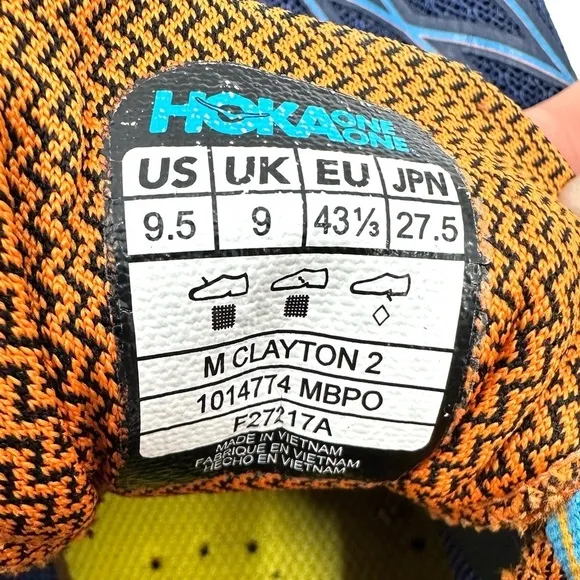 HOKA ONE ONE
US UK EU JPN
9.5 9 43⅓ 27.5
M CLAYTON 2
1014774 MBPO
F27217A
MADE IN VIETNAM
FABRIQUE EN VIETNAM
HECHO EN VIETNAM